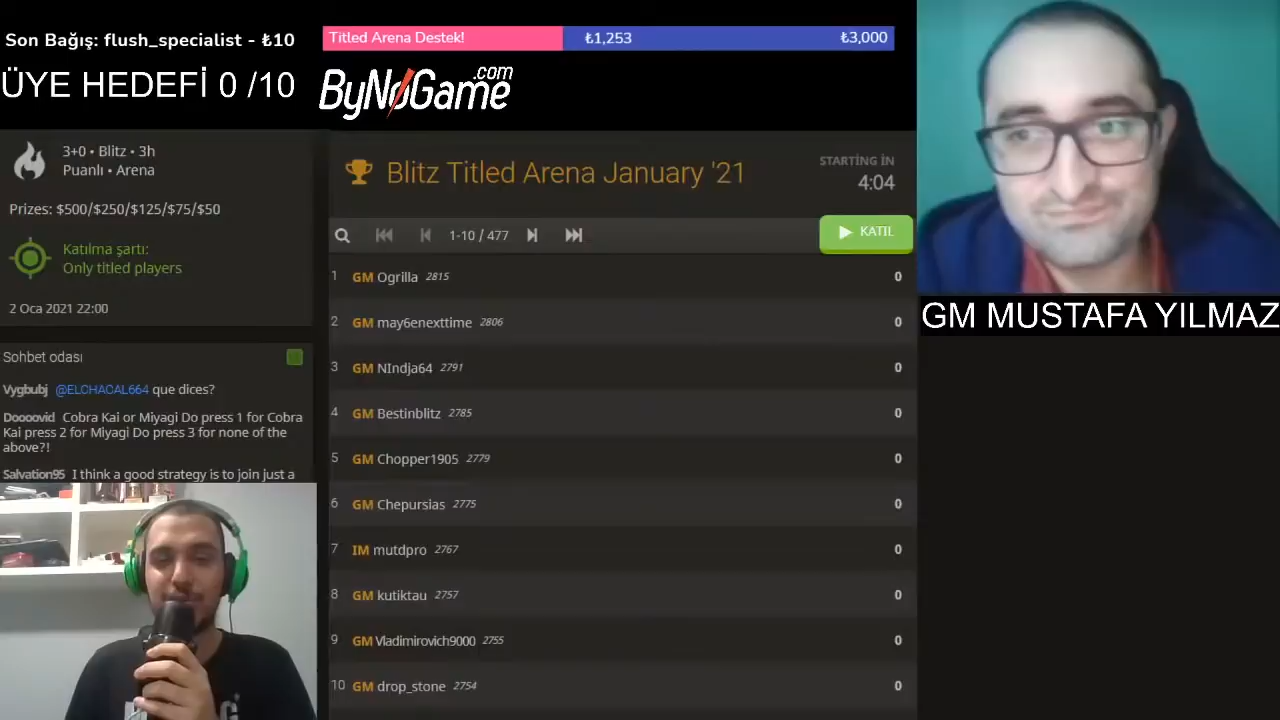 Son Bağış: flush_specialist - ₺10
ÜYE HEDEFİ 0 /10
Titled Arena Destek!
₺1,253
₺3,000
ByNoGame.com
3+0 • Blitz • 3h
Puanlı • Arena
Prizes: $500/$250/$125/$75/$50
Katılma şartı:
Only titled players
2 Oca 2021 22:00
Sohbet odası
Vygbubj @ELCHACAL664 que dices?
Doooovid Cobra Kai or Miyagi Do press 1 for Cobra
Kai press 2 for Miyagi Do press 3 for none of the
above?!
Salvation95 I think a good strategy is to join just a
Blitz Titled Arena January '21
STARTING IN
4:04
1-10 / 477
KATIL
1 GM Ogrilla 2815 0
2 GM may6enexttime 2806 0
3 GM NIndja64 2791 0
4 GM Bestinblitz 2785 0
5 GM Chopper1905 2779 0
6 GM Chepursias 2775 0
7 IM mutdpro 2767 0
8 GM kutiktau 2757 0
9 GM Vladimirovich9000 2755 0
10 GM drop_stone 2754 0
GM MUSTAFA YILMAZ